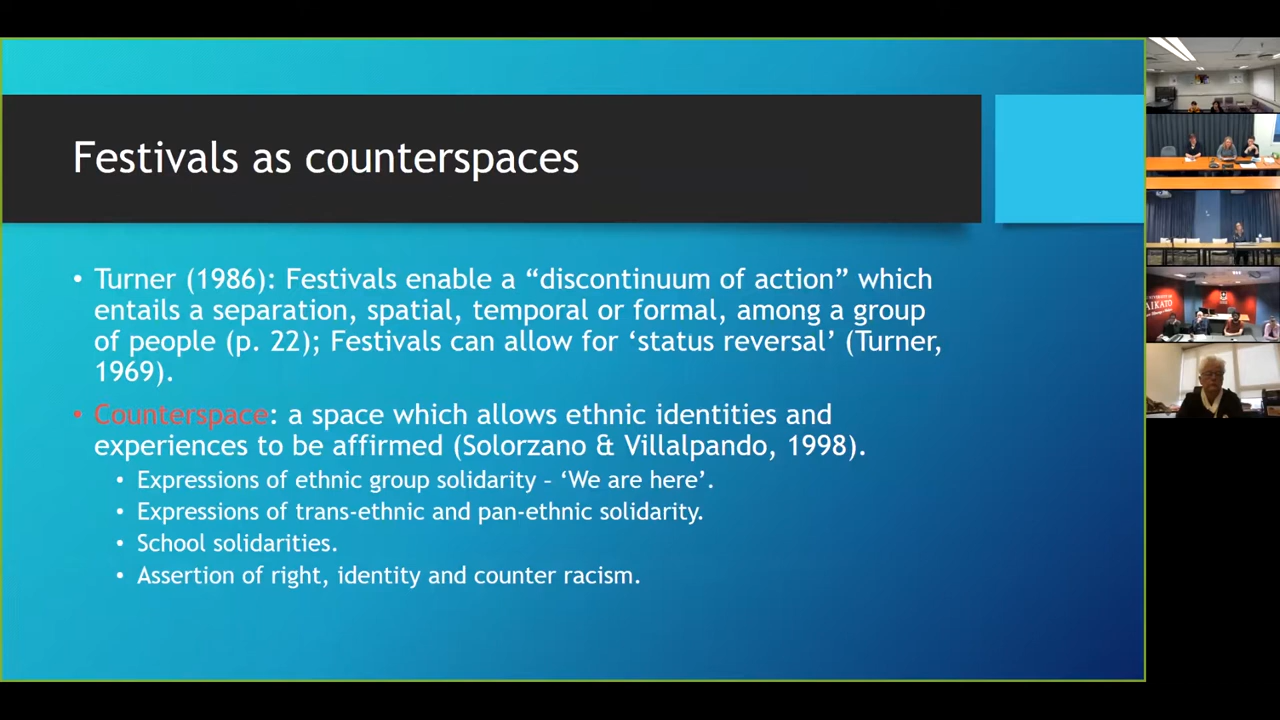 Festivals as counterspaces
• Turner (1986): Festivals enable a “discontinuum of action” which
entails a separation, spatial, temporal or formal, among a group
of people (p. 22); Festivals can allow for ‘status reversal’ (Turner,
1969).
• Counterspace: a space which allows ethnic identities and
experiences to be affirmed (Solorzano & Villalpando, 1998).
• Expressions of ethnic group solidarity – ‘We are here’.
• Expressions of trans-ethnic and pan-ethnic solidarity.
• School solidarities.
• Assertion of right, identity and counter racism.
AIKATO